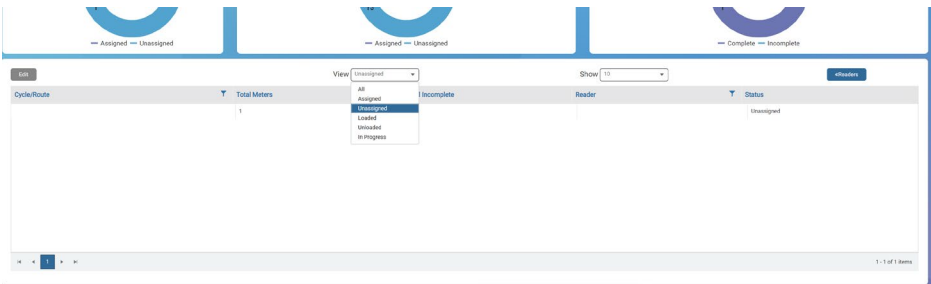 Assigned Unassigned
Assigned Unassigned
Complete Incomplete
Edit
View Unassigned
Show 10
Readers
Cycle/Route
Total Meters
Incomplete
Reader
Status
All
Assigned
Unassigned
Loaded
Unloaded
In Progress
1
Unassigned
1
1 - 1 of 1 items